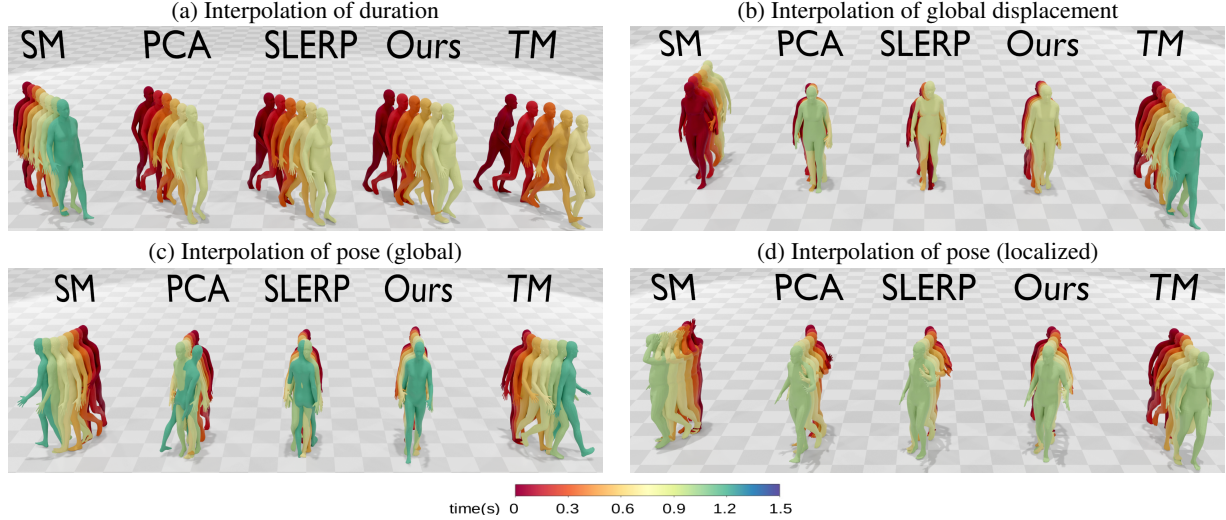 (a) Interpolation of duration
(b) Interpolation of global displacement
SM PCA SLERP Ours TM
SM PCA SLERP Ours TM
(c) Interpolation of pose (global)
(d) Interpolation of pose (localized)
SM PCA SLERP Ours TM
SM PCA SLERP Ours TM
time(s) 0 0.3 0.6 0.9 1.2 1.5